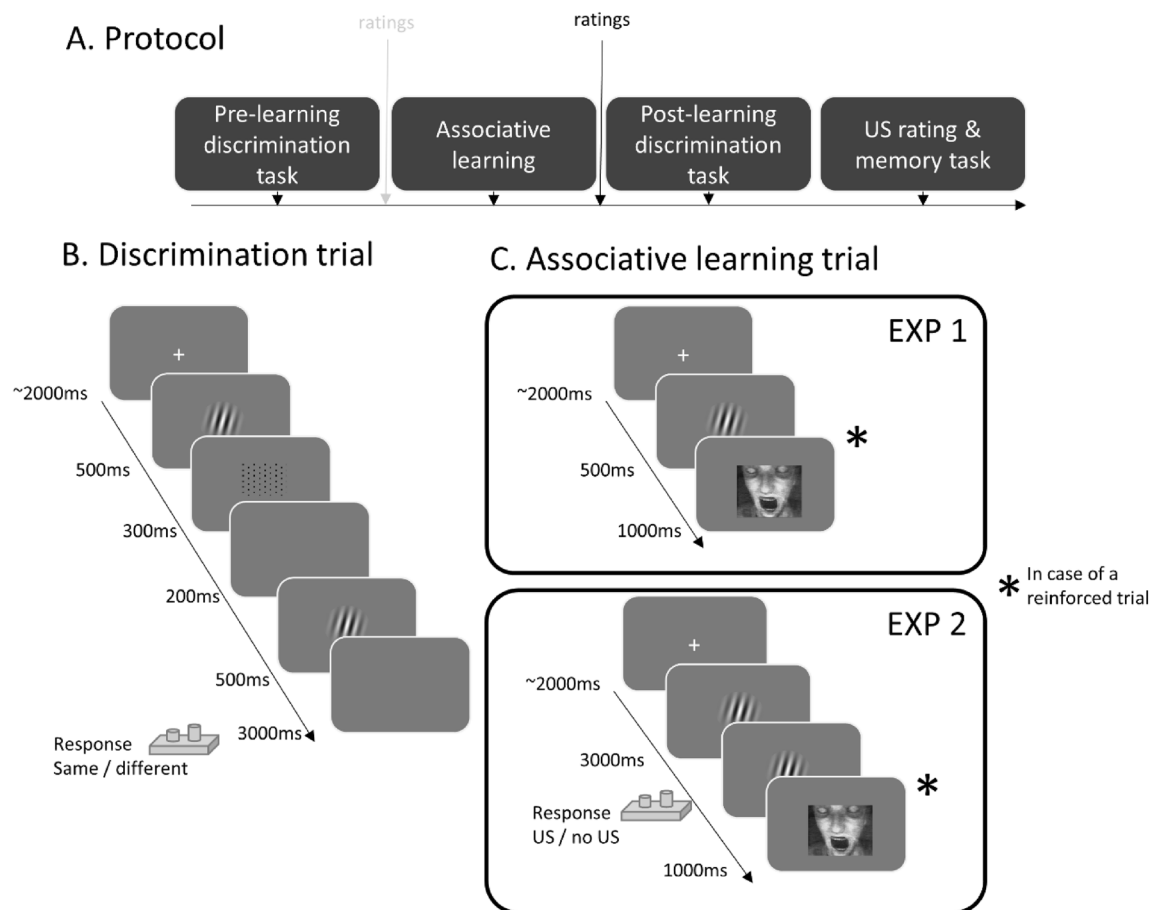 A. Protocol
ratings
ratings
Pre-learning
discrimination
task
Associative
learning
Post-learning
discrimination
task
US rating &
memory task
B. Discrimination trial
~2000ms
500ms
300ms
200ms
500ms
3000ms
Response
Same / different
C. Associative learning trial
EXP 1
~2000ms
500ms
1000ms
*
* In case of a
reinforced trial
EXP 2
~2000ms
3000ms
Response
US / no US
1000ms
*